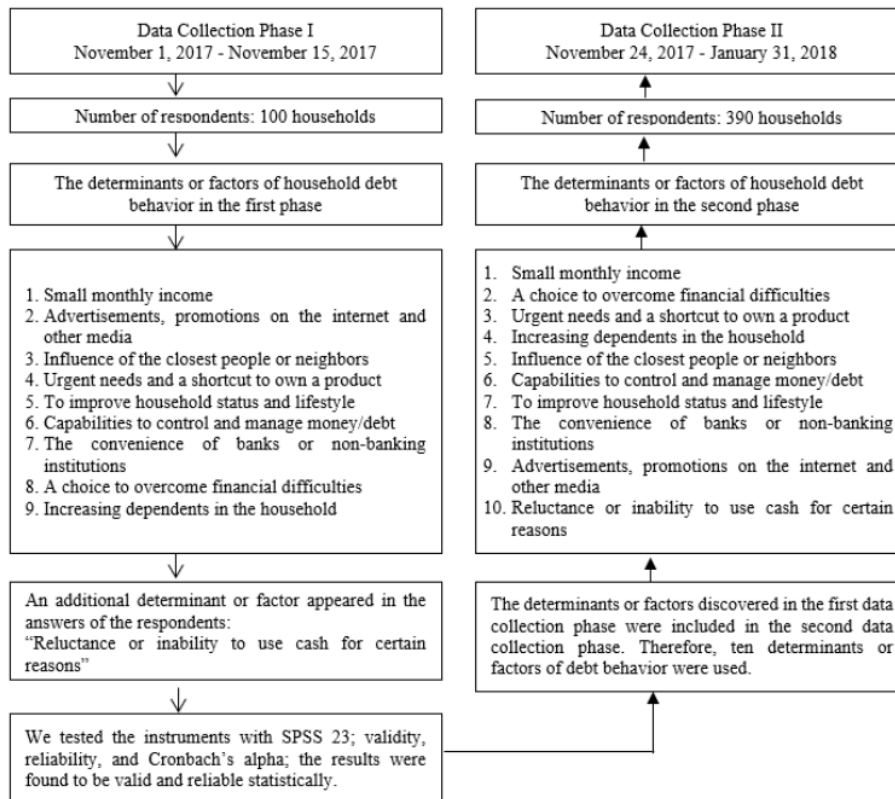 Data Collection Phase I
November 1, 2017 - November 15, 2017
Number of respondents: 100 households
The determinants or factors of household debt
behavior in the first phase
1. Small monthly income
2. Advertisements, promotions on the internet and
other media
3. Influence of the closest people or neighbors
4. Urgent needs and a shortcut to own a product
5. To improve household status and lifestyle
6. Capabilities to control and manage money/debt
7. The convenience of banks or non-banking
institutions
8. A choice to overcome financial difficulties
9. Increasing dependents in the household
An additional determinant or factor appeared in the
answers of the respondents:
“Reluctance or inability to use cash for certain
reasons”
We tested the instruments with SPSS 23; validity,
reliability, and Cronbach’s alpha; the results were
found to be valid and reliable statistically.
Data Collection Phase II
November 24, 2017 - January 31, 2018
Number of respondents: 390 households
The determinants or factors of household debt
behavior in the second phase
1. Small monthly income
2. A choice to overcome financial difficulties
3. Urgent needs and a shortcut to own a product
4. Increasing dependents in the household
5. Influence of the closest people or neighbors
6. Capabilities to control and manage money/debt
7. To improve household status and lifestyle
8. The convenience of banks or non-banking
institutions
9. Advertisements, promotions on the internet and
other media
10. Reluctance or inability to use cash for certain
reasons
The determinants or factors discovered in the first data
collection phase were included in the second data
collection phase. Therefore, ten determinants or
factors of debt behavior were used.